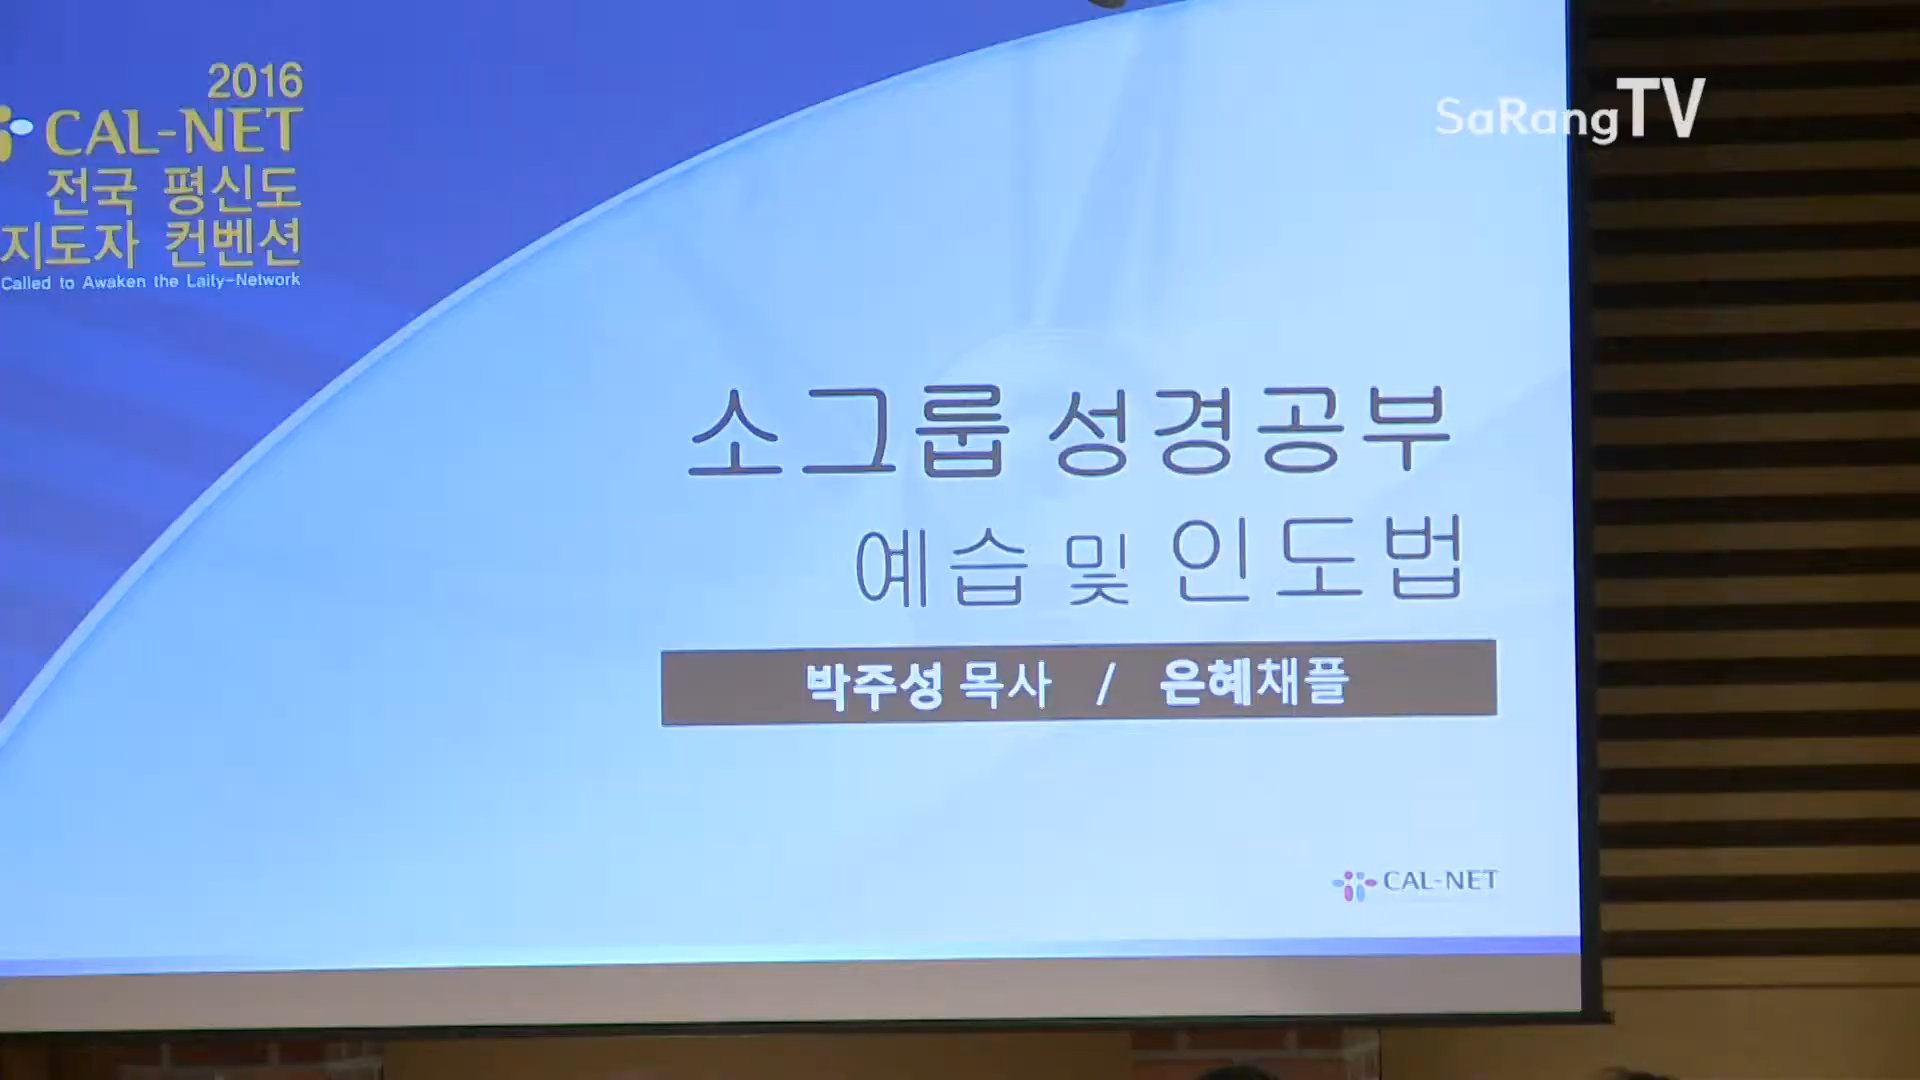 2016
CAL-NET
전국 평신도
지도자 컨벤션
Called to Awaken the Laity-Network
SaRangTV
소그룹 성경공부
예습 및 인도법
박주성 목사 / 은혜채플
CAL-NET